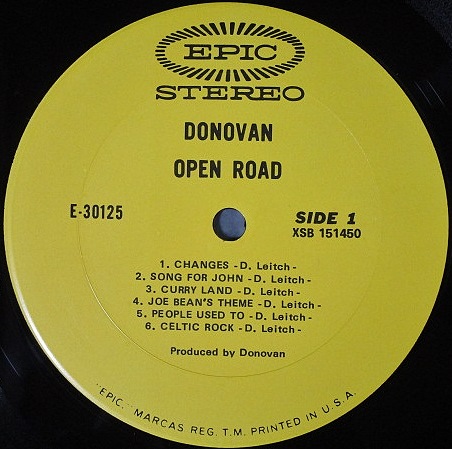 EPIC
STEREO
DONOVAN
OPEN ROAD
E-30125
SIDE 1
XSB 151450
1. CHANGES -D. Leitch-
2. SONG FOR JOHN -D. Leitch-
3. CURRY LAND -D. Leitch-
4. JOE BEAN'S THEME -D. Leitch-
5. PEOPLE USED TO -D. Leitch-
6. CELTIC ROCK -D. Leitch-
Produced by Donovan
"EPIC," MARCAS REG. T.M. PRINTED IN U.S.A.